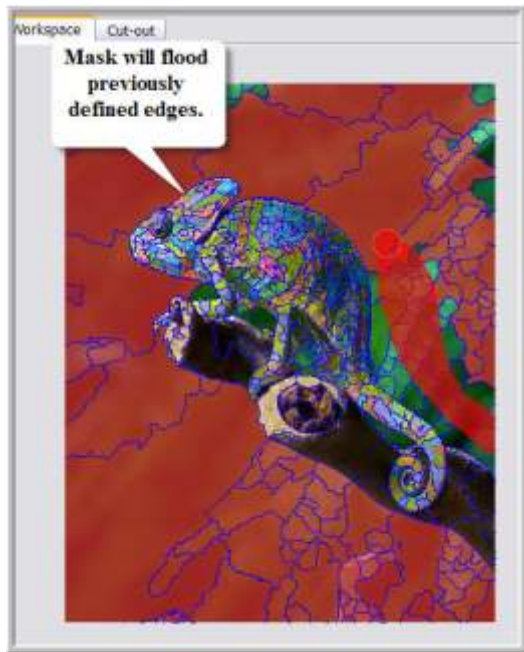 Workspace Cut-out
Mask will flood
previously
defined edges.